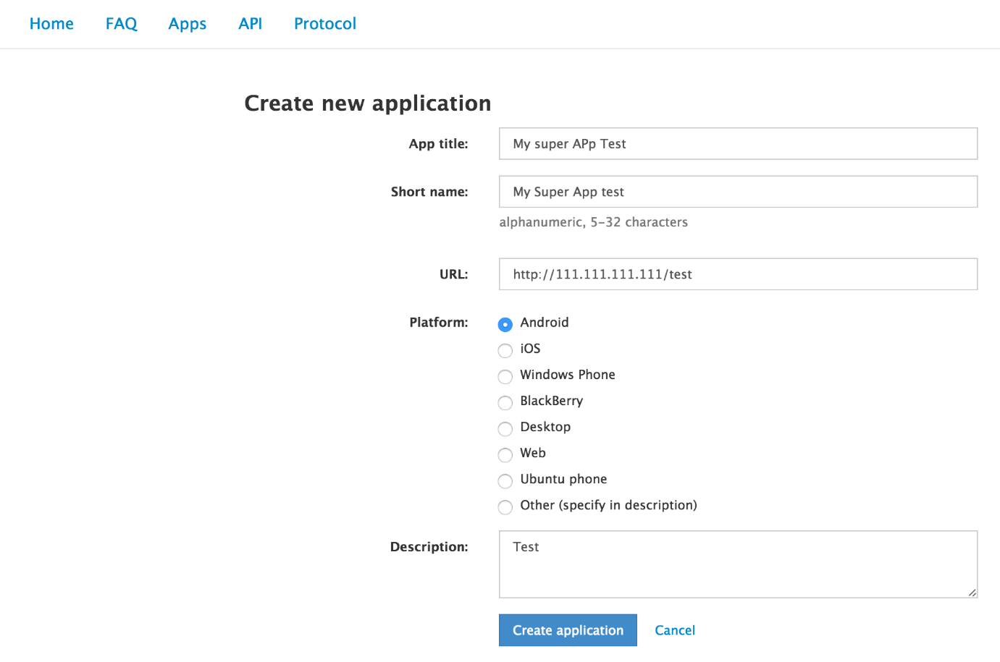 Home FAQ Apps API Protocol
Create new application
App title: My super APp Test
Short name: My Super App test
alphanumeric, 5-32 characters
URL: http://111.111.111.111/test
Platform: Android
iOS
Windows Phone
BlackBerry
Desktop
Web
Ubuntu phone
Other (specify in description)
Description: Test
Create application Cancel